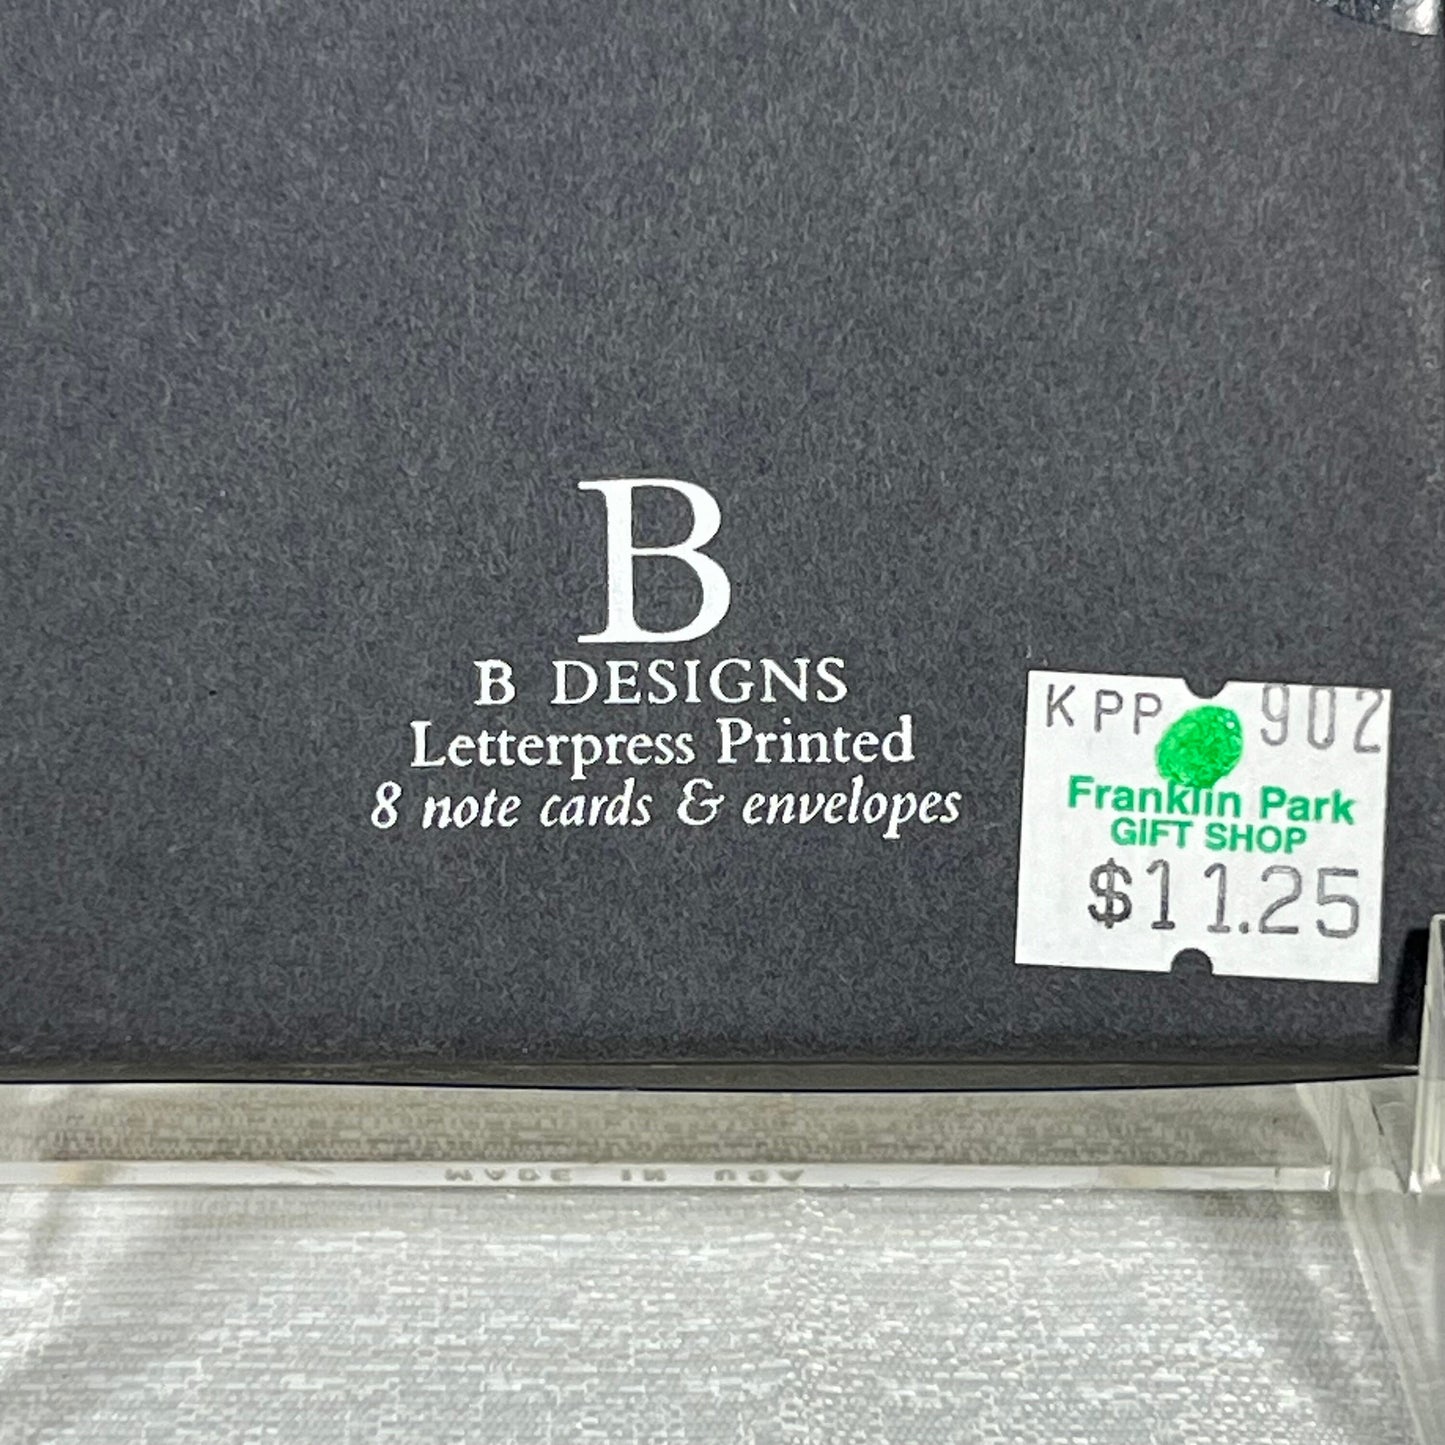 B
B DESIGNS
Letterpress Printed
8 note cards & envelopes
KPP 902
Franklin Park
GIFT SHOP
$11.25
MADE IN USA